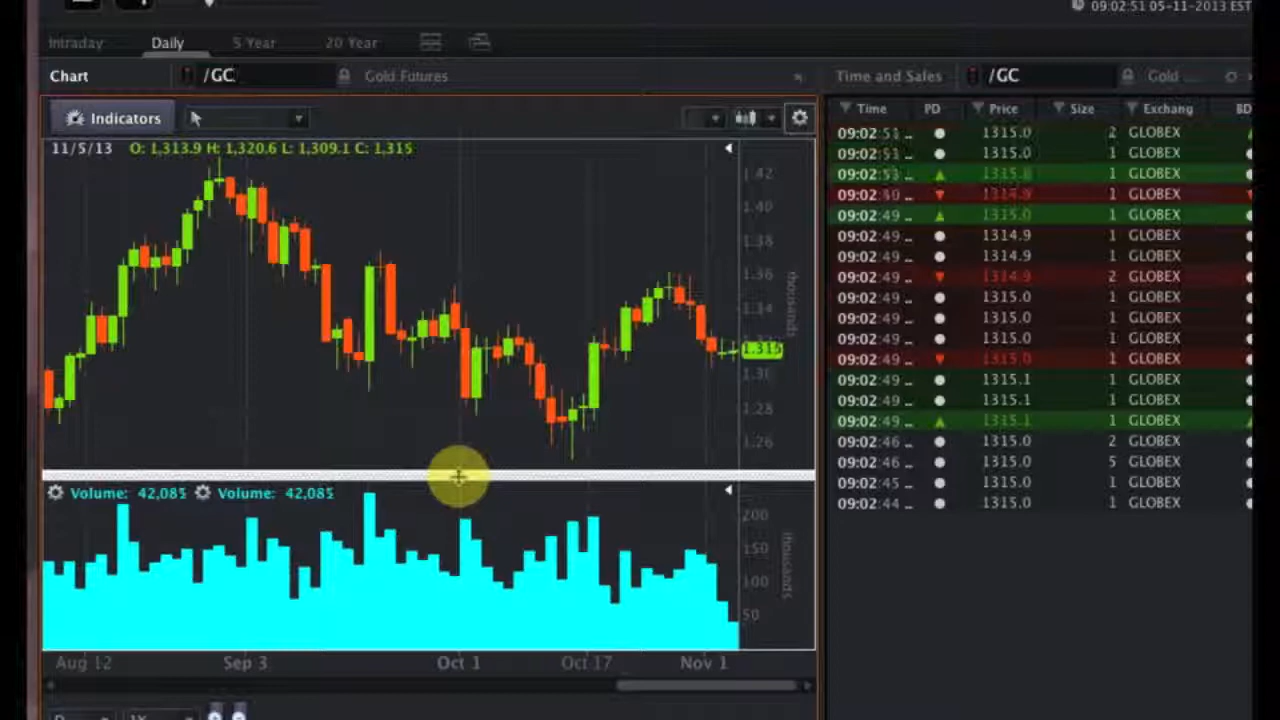 09:02:51 05-11-2013 EST
Intraday Daily 5 Year 20 Year
Chart /GC Gold Futures
Time and Sales /GC Gold ...
Indicators
11/5/13 O: 1,313.9 H: 1,320.6 L: 1,309.1 C: 1,315
1.42
1.40
1.38
1.36
1.34
1.315
1.30
1.28
1.26
thousands
Volume: 42,085 Volume: 42,085
200
150
100
50
thousands
Aug 12 Sep 3 Oct 1 Oct 17 Nov 1
Time PD Price Size Exchang BD
09:02:51 .. 1315.0 2 GLOBEX
09:02:51 .. 1315.0 1 GLOBEX
1 GLOBEX
1314.9 1 GLOBEX
09:02:49 .. 1315.0 1 GLOBEX
09:02:49 .. 1314.9 1 GLOBEX
09:02:49 .. 1314.9 1 GLOBEX
09:02:49 .. 1314.9 2 GLOBEX
09:02:49 .. 1315.0 1 GLOBEX
09:02:49 .. 1315.0 1 GLOBEX
09:02:49 .. 1315.0 1 GLOBEX
09:02:49 .. 1315.0 1 GLOBEX
09:02:49 .. 1315.1 1 GLOBEX
09:02:49 .. 1315.1 1 GLOBEX
09:02:49 .. 1315.1 1 GLOBEX
09:02:46 .. 1315.0 2 GLOBEX
09:02:46 .. 1315.0 5 GLOBEX
09:02:45 .. 1315.0 1 GLOBEX
09:02:44 .. 1315.0 1 GLOBEX